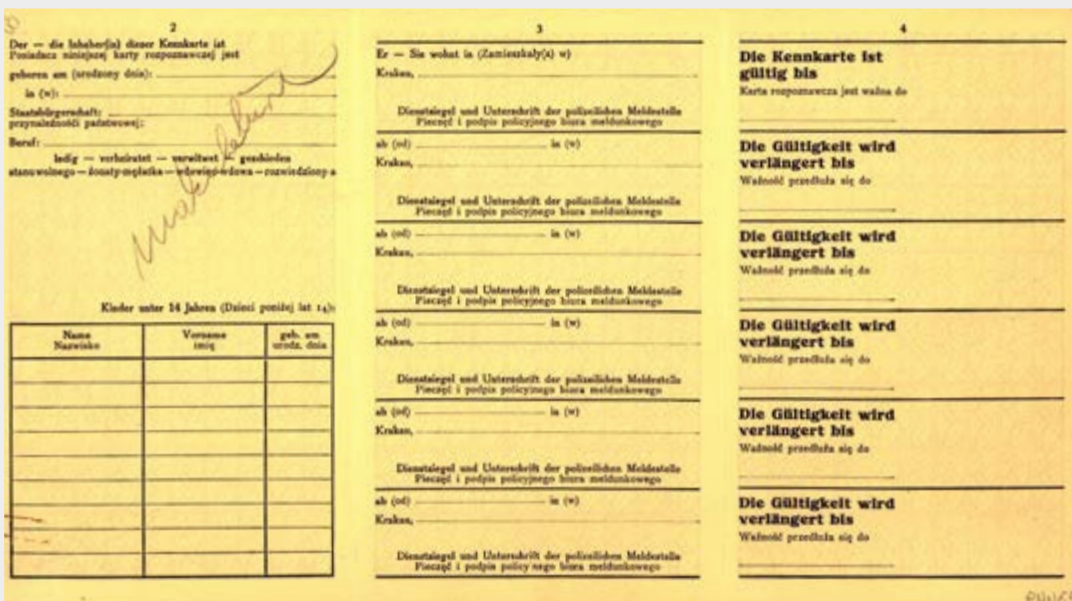 2
Der — die Inhaber(in) dieser Kennkarte ist
Posiadacz niniejszej karty rozpoznawczej jest
geboren am (urodzony dnia):
in (w):
Staatsbürgerschaft:
przynależność państwowej:
Beruf:
ledig — verheiratet — verwitwet — geschieden
stanu wolnego — żonaty-mężatka — wdowiec-wdowa — rozwiedziony a
Kinder unter 14 Jahren (Dzieci poniżej lat 14):
Name Vorname geb. am
Nazwisko imię urodz. dnia
3
Er — Sie wohnt in (Zamieszkały(a) w)
Krakau,
Dienstsiegel und Unterschrift der polizeilichen Meldestelle
Pieczęć i podpis policyjnego biura meldunkowego
ab (od) in (w)
Krakau,
Dienstsiegel und Unterschrift der polizeilichen Meldestelle
Pieczęć i podpis policyjnego biura meldunkowego
ab (od) in (w)
Krakau,
Dienstsiegel und Unterschrift der polizeilichen Meldestelle
Pieczęć i podpis policyjnego biura meldunkowego
ab (od) in (w)
Krakau,
Dienstsiegel und Unterschrift der polizeilichen Meldestelle
Pieczęć i podpis policyjnego biura meldunkowego
ab (od) in (w)
Krakau,
Dienstsiegel und Unterschrift der polizeilichen Meldestelle
Pieczęć i podpis policyjnego biura meldunkowego
ab (od) in (w)
Krakau,
Dienstsiegel und Unterschrift der polizeilichen Meldestelle
Pieczęć i podpis policyjnego biura meldunkowego
4
Die Kennkarte ist
gültig bis
Karta rozpoznawcza jest ważna do
Die Gültigkeit wird
verlängert bis
Ważność przedłuża się do
Die Gültigkeit wird
verlängert bis
Ważność przedłuża się do
Die Gültigkeit wird
verlängert bis
Ważność przedłuża się do
Die Gültigkeit wird
verlängert bis
Ważność przedłuża się do
Die Gültigkeit wird
verlängert bis
Ważność przedłuża się do